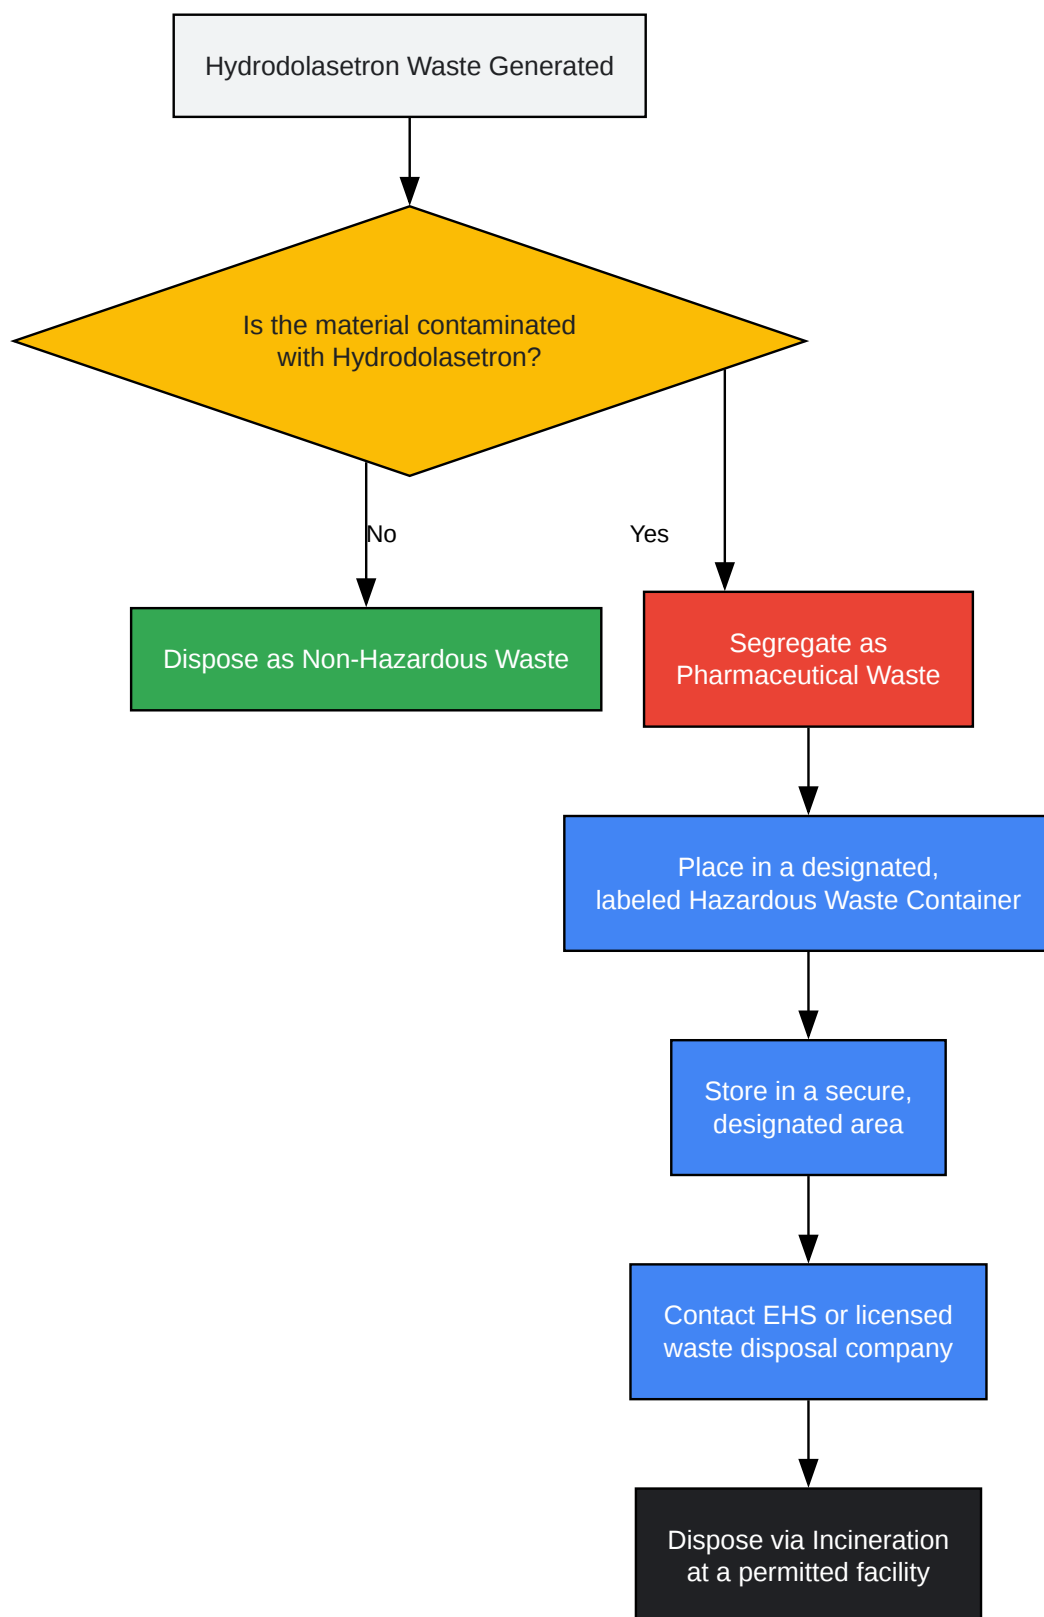 Hydrodolasetron Waste Generated
Is the material contaminated
with Hydrodolasetron?
No
Yes
Dispose as Non-Hazardous Waste
Segregate as
Pharmaceutical Waste
Place in a designated,
labeled Hazardous Waste Container
Store in a secure,
designated area
Contact EHS or licensed
waste disposal company
Dispose via Incineration
at a permitted facility